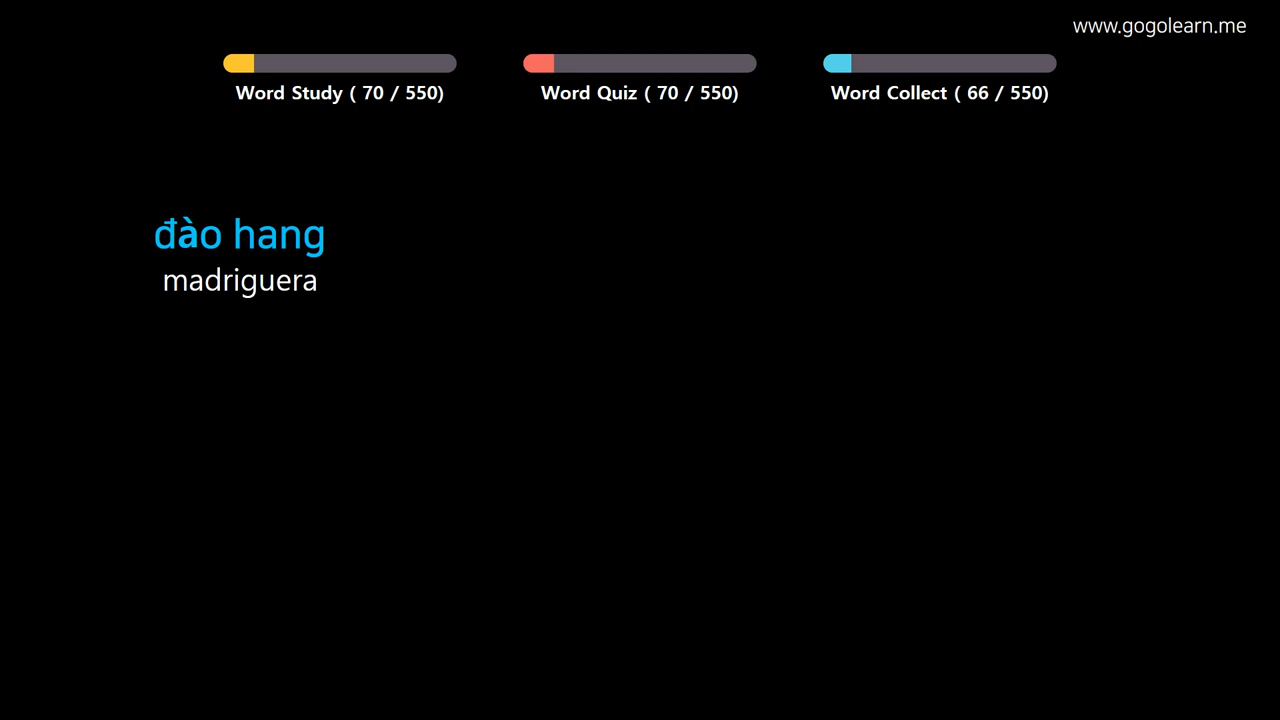 www.gogolearn.me
Word Study ( 70 / 550)
Word Quiz ( 70 / 550)
Word Collect ( 66 / 550)
đào hang
madriguera